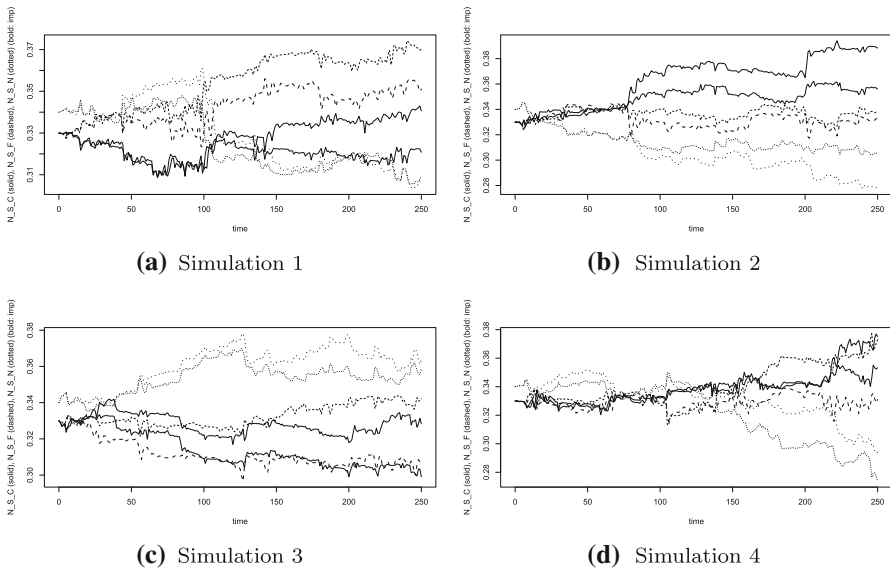 N_S_C (solid), N_S_F (dashed), N_S_N (dotted) (bold: imp)
0.37
0.35
0.33
0.31
0 50 100 150 200 250
time
(a) Simulation 1
N_S_C (solid), N_S_F (dashed), N_S_N (dotted) (bold: imp)
0.38
0.36
0.34
0.32
0.30
0.28
0 50 100 150 200 250
time
(b) Simulation 2
N_S_C (solid), N_S_F (dashed), N_S_N (dotted) (bold: imp)
0.38
0.36
0.34
0.32
0.30
0 50 100 150 200 250
time
(c) Simulation 3
N_S_C (solid), N_S_F (dashed), N_S_N (dotted) (bold: imp)
0.38
0.36
0.34
0.32
0.30
0.28
0 50 100 150 200 250
time
(d) Simulation 4